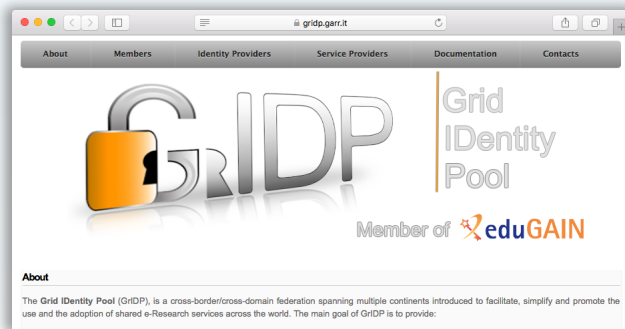 gridp.garr.it
About Members Identity Providers Service Providers Documentation Contacts
GrIDP
Grid
IDentity
Pool
Member of eduGAIN
About
The Grid IDentity Pool (GrIDP), is a cross-border/cross-domain federation spanning multiple continents introduced to facilitate, simplify and promote the
use and the adoption of shared e-Research services across the world. The main goal of GrIDP is to provide: